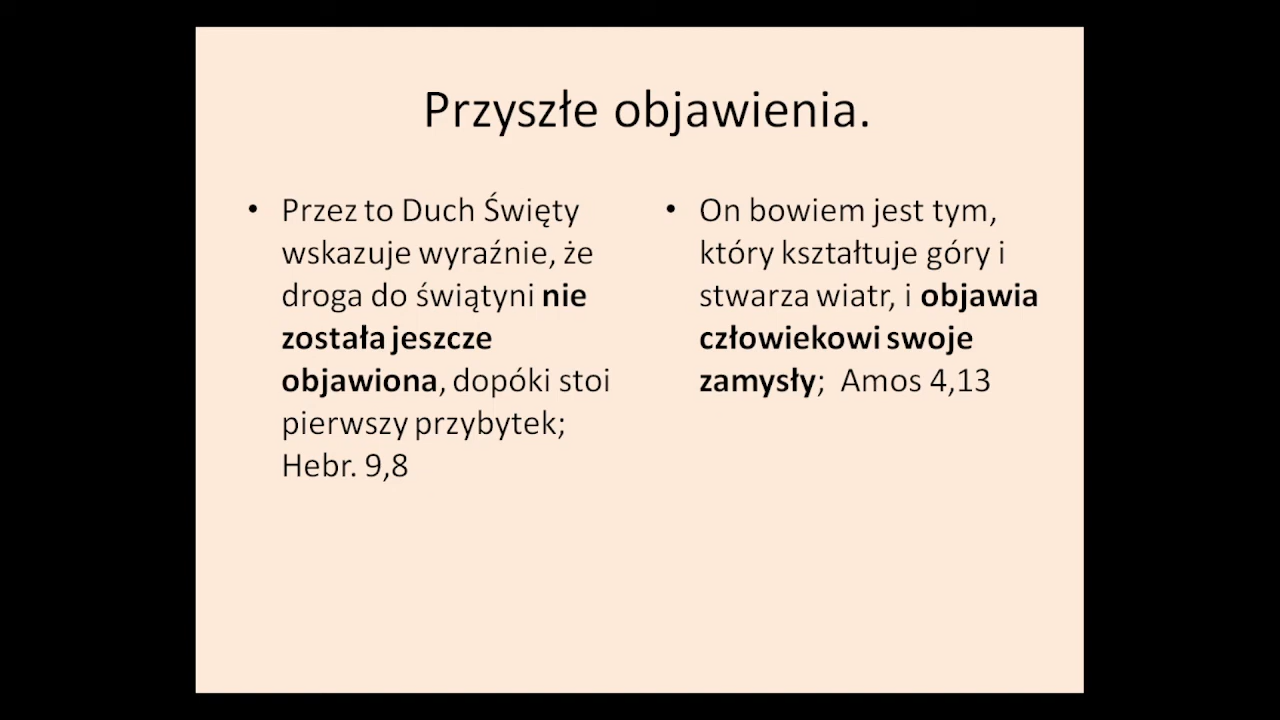 Przyszłe objawienia.
• Przez to Duch Święty
wskazuje wyraźnie, że
droga do świątyni nie
została jeszcze
objawiona, dopóki stoi
pierwszy przybytek;
Hebr. 9,8
• On bowiem jest tym,
który kształtuje góry i
stwarza wiatr, i objawia
człowiekowi swoje
zamysły;  Amos 4,13